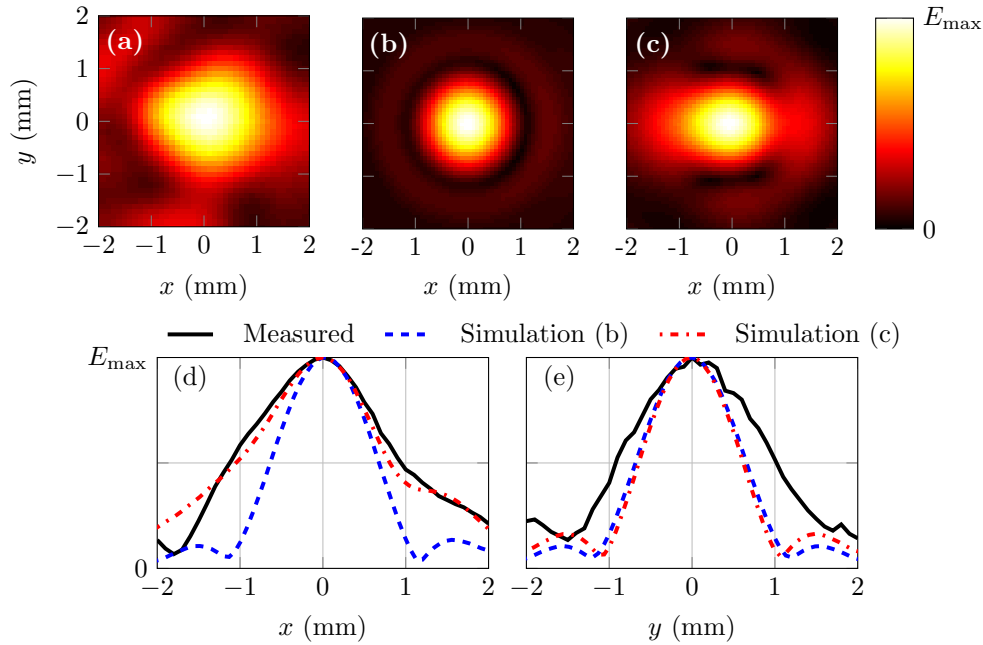 (a) (b) (c)
2
1
0
−1
−2
y (mm)
−2 −1 0 1 2
x (mm)
-2 -1 0 1 2
x (mm)
-2 -1 0 1 2
x (mm)
Emax
0
Measured Simulation (b) Simulation (c)
Emax
0
(d)
−2 −1 0 1 2
x (mm)
(e)
−2 −1 0 1 2
y (mm)